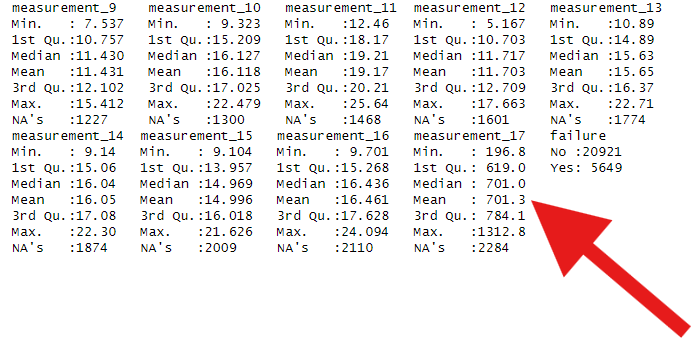 measurement_9 measurement_10 measurement_11 measurement_12 measurement_13
Min. : 7.537 Min. : 9.323 Min. :12.46 Min. : 5.167 Min. :10.89
1st Qu.:10.757 1st Qu.:15.209 1st Qu.:18.17 1st Qu.:10.703 1st Qu.:14.89
Median :11.430 Median :16.127 Median :19.21 Median :11.717 Median :15.63
Mean :11.431 Mean :16.118 Mean :19.17 Mean :11.703 Mean :15.65
3rd Qu.:12.102 3rd Qu.:17.025 3rd Qu.:20.21 3rd Qu.:12.709 3rd Qu.:16.37
Max. :15.412 Max. :22.479 Max. :25.64 Max. :17.663 Max. :22.71
NA's :1227 NA's :1300 NA's :1468 NA's :1601 NA's :1774
measurement_14 measurement_15 measurement_16 measurement_17 failure
Min. : 9.14 Min. : 9.104 Min. : 9.701 Min. : 196.8 No :20921
1st Qu.:15.06 1st Qu.:13.957 1st Qu.:15.268 1st Qu.: 619.0 Yes: 5649
Median :16.04 Median :14.969 Median :16.436 Median : 701.0
Mean :16.05 Mean :14.996 Mean :16.461 Mean : 701.3
3rd Qu.:17.08 3rd Qu.:16.018 3rd Qu.:17.628 3rd Qu.: 784.1
Max. :22.30 Max. :21.626 Max. :24.094 Max. :1312.8
NA's :1874 NA's :2009 NA's :2110 NA's :2284